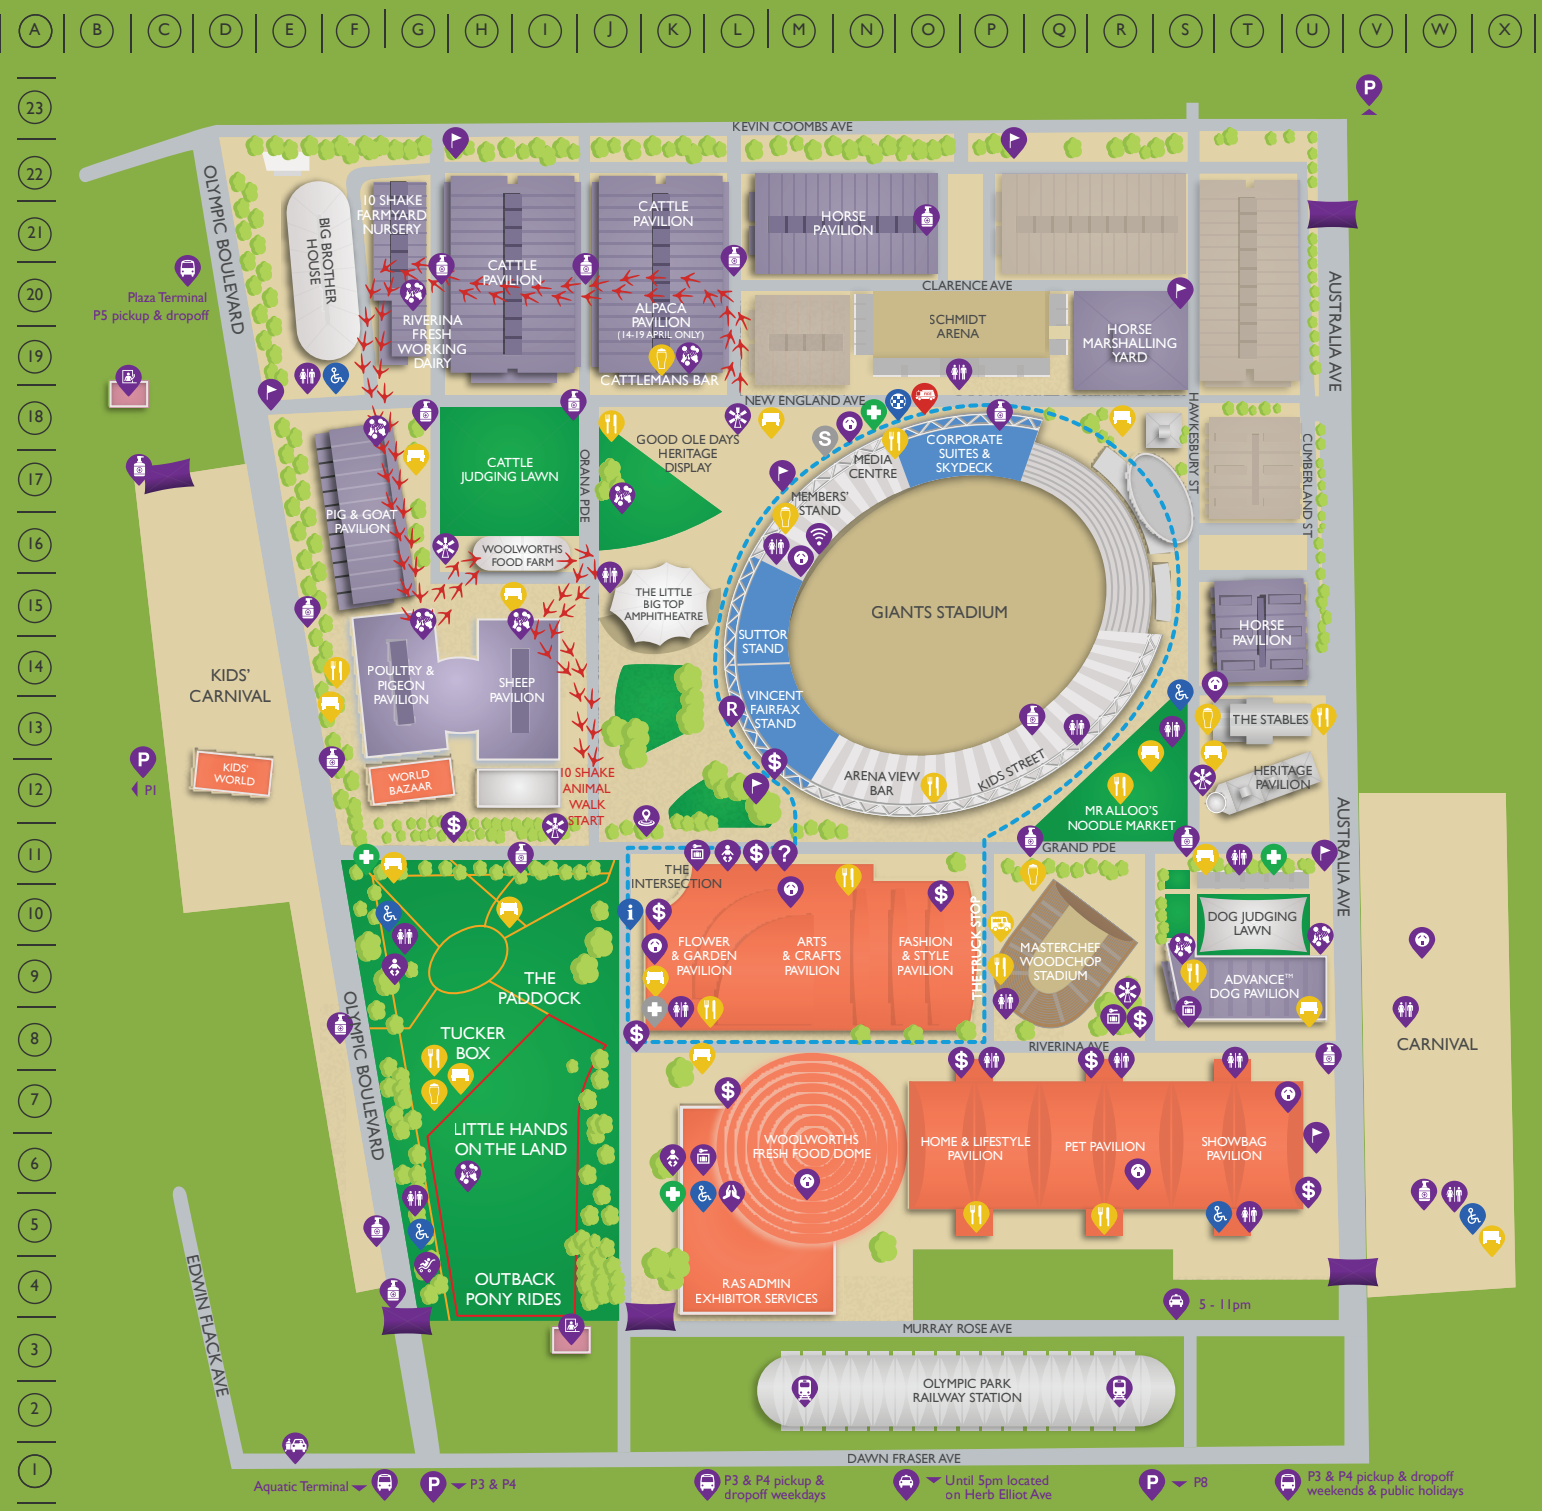 A B C D E F G H I J K L M N O P Q R S T U V W X
23
P
KEVIN COOMBS AVE
22
OLYMPIC BOULEVARD
10 SHAKE
FARMYARD
NURSERY
BIG BROTHER
HOUSE
CATTLE
PAVILION
HORSE
PAVILION
21
CATTLE
PAVILION
AUSTRALIA AVE
20
Plaza Terminal
P5 pickup & dropoff
CLARENCE AVE
RIVERINA
FRESH
WORKING
DAIRY
ALPACA
PAVILION
(14-19 APRIL ONLY)
SCHMIDT
ARENA
HORSE
MARSHALLING
YARD
19
CATTLEMANS BAR
NEW ENGLAND AVE
HAWKESBURY ST
18
GOOD OLE DAYS
HERITAGE
DISPLAY
S
MEDIA
CENTRE
CORPORATE
SUITES &
SKYDECK
CUMBERLAND ST
17
CATTLE
JUDGING LAWN
ORANA PDE
MEMBERS'
STAND
PIG & GOAT
PAVILION
16
WOOLWORTHS
FOOD FARM
15
THE LITTLE
BIG TOP
AMPHITHEATRE
GIANTS STADIUM
HORSE
PAVILION
SUTTOR
STAND
14
KIDS'
CARNIVAL
POULTRY &
PIGEON
PAVILION
SHEEP
PAVILION
VINCENT
FAIRFAX
STAND
R
13
THE STABLES
P
P1
KIDS'
WORLD
WORLD
BAZAAR
10 SHAKE
ANIMAL
WALK
START
$
ARENA VIEW
BAR
KIDS STREET
HERITAGE
PAVILION
12
MR ALLOO'S
NOODLE MARKET
AUSTRALIA AVE
$
GRAND PDE
11
$ ?
THE
INTERSECTION
10
i $
$
DOG JUDGING
LAWN
THE TRUCK STOP
FLOWER
& GARDEN
PAVILION
ARTS
& CRAFTS
PAVILION
FASHION
& STYLE
PAVILION
MASTERCHEF
WOODCHOP
STADIUM
9
THE
PADDOCK
ADVANCE™
DOG PAVILION
OLYMPIC BOULEVARD
8
TUCKER
BOX
$
$
RIVERINA AVE
CARNIVAL
$ $
7
$
LITTLE HANDS
ON THE LAND
WOOLWORTHS
FRESH FOOD DOME
HOME & LIFESTYLE
PAVILION
PET PAVILION
SHOWBAG
PAVILION
6
$
5
EDWIN FLACK AVE
4
OUTBACK
PONY RIDES
RAS ADMIN
EXHIBITOR SERVICES
5 - 11pm
MURRAY ROSE AVE
3
OLYMPIC PARK
RAILWAY STATION
2
DAWN FRASER AVE
1
Aquatic Terminal
P
P3 & P4
P3 & P4 pickup &
dropoff weekdays
Until 5pm located
on Herb Elliot Ave
P
P8
P3 & P4 pickup & dropoff
weekends & public holidays